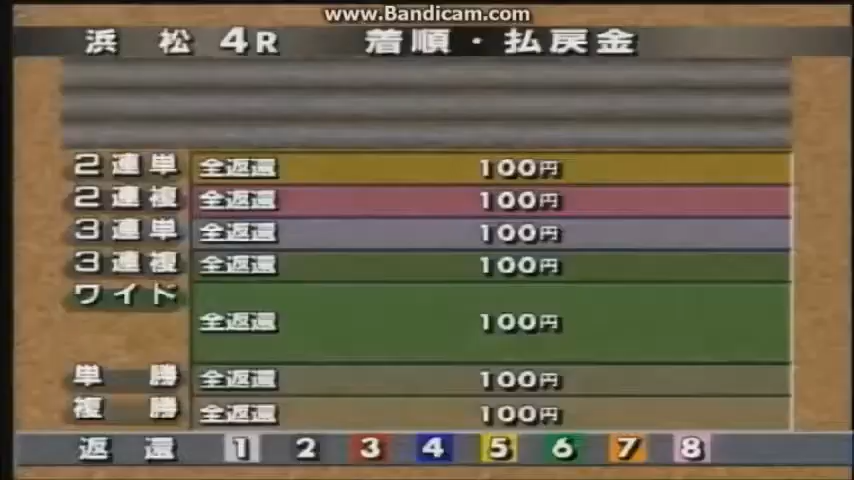 www.Bandicam.com
浜松 4R 着順・払戻金
2連単 全返還 100円
2連複 全返還 100円
3連単 全返還 100円
3連複 全返還 100円
ワイド 全返還 100円
単勝 全返還 100円
複勝 全返還 100円
返還 1 2 3 4 5 6 7 8